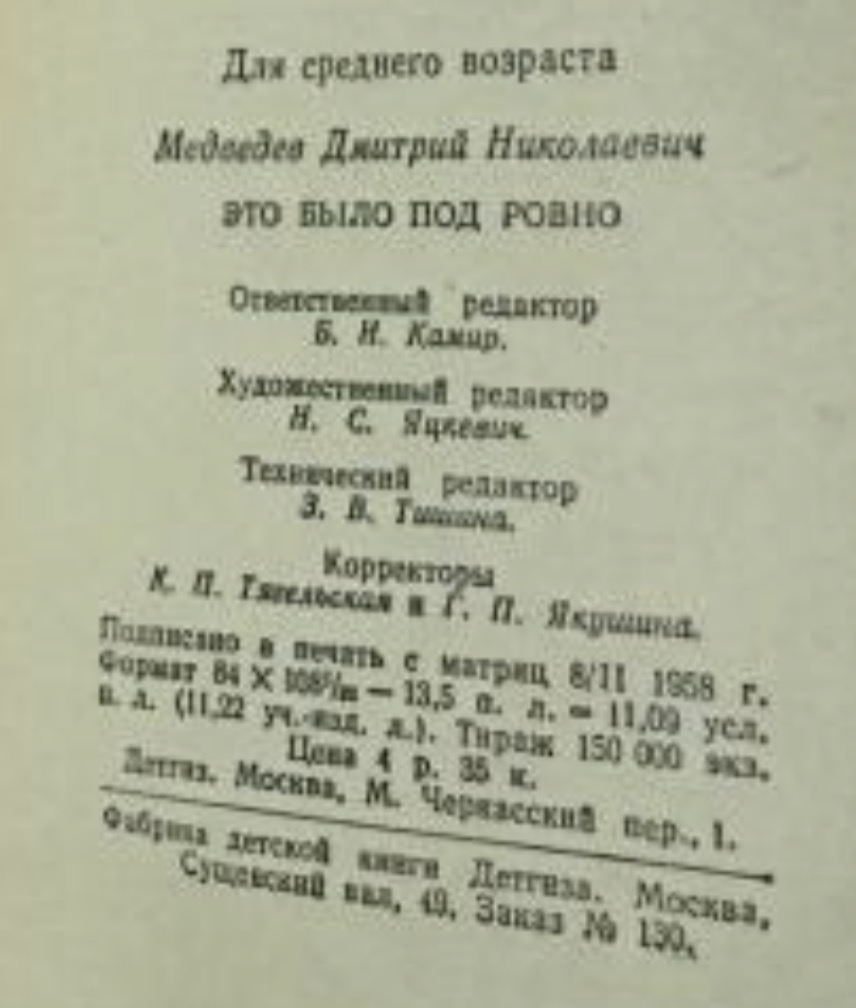 Для среднего возраста
Медведев Дмитрий Николаевич
ЭТО БЫЛО ПОД РОВНО
Ответственный редактор
Б. И. Камир.
Художественный редактор
Н. С. Яцкевич.
Технический редактор
З. В. Тишина.
Корректоры
К. П. Тягельская и Г. П. Якушина.
Подписано в печать с матриц 8/II 1958 г.
Формат 84 × 108¹/₃₂ — 13,5 п. л. = 11,09 усл.
п. л. (11,22 уч.-изд. л.). Тираж 150 000 экз.
Цена 4 р. 35 к.
Детгиз. Москва, М. Черкасский пер., 1.
Фабрика детской книги Детгиза. Москва,
Сущевский вал, 49. Заказ № 130.